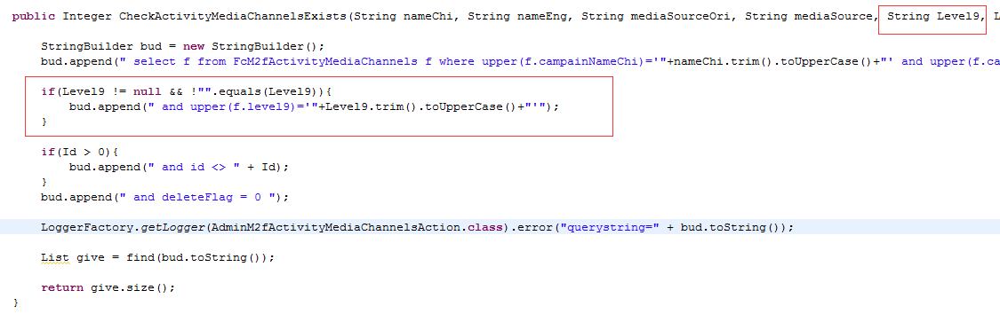 public Integer CheckActivityMediaChannelsExists(String nameChi, String nameEng, String mediaSourceOri, String mediaSource, String Level9, L
StringBuilder bud = new StringBuilder();
bud.append(" select f from FcM2fActivityMediaChannels f where upper(f.campainNameChi)='"+nameChi.trim().toUpperCase()+"' and upper(f.ca
if(Level9 != null && !"".equals(Level9)){
bud.append(" and upper(f.level9)='"+Level9.trim().toUpperCase()+"'");
}
if(Id > 0){
bud.append(" and id <> " + Id);
}
bud.append(" and deleteFlag = 0 ");
LoggerFactory.getLogger(AdminM2fActivityMediaChannelsAction.class).error("querystring=" + bud.toString());
List give = find(bud.toString());
return give.size();
}